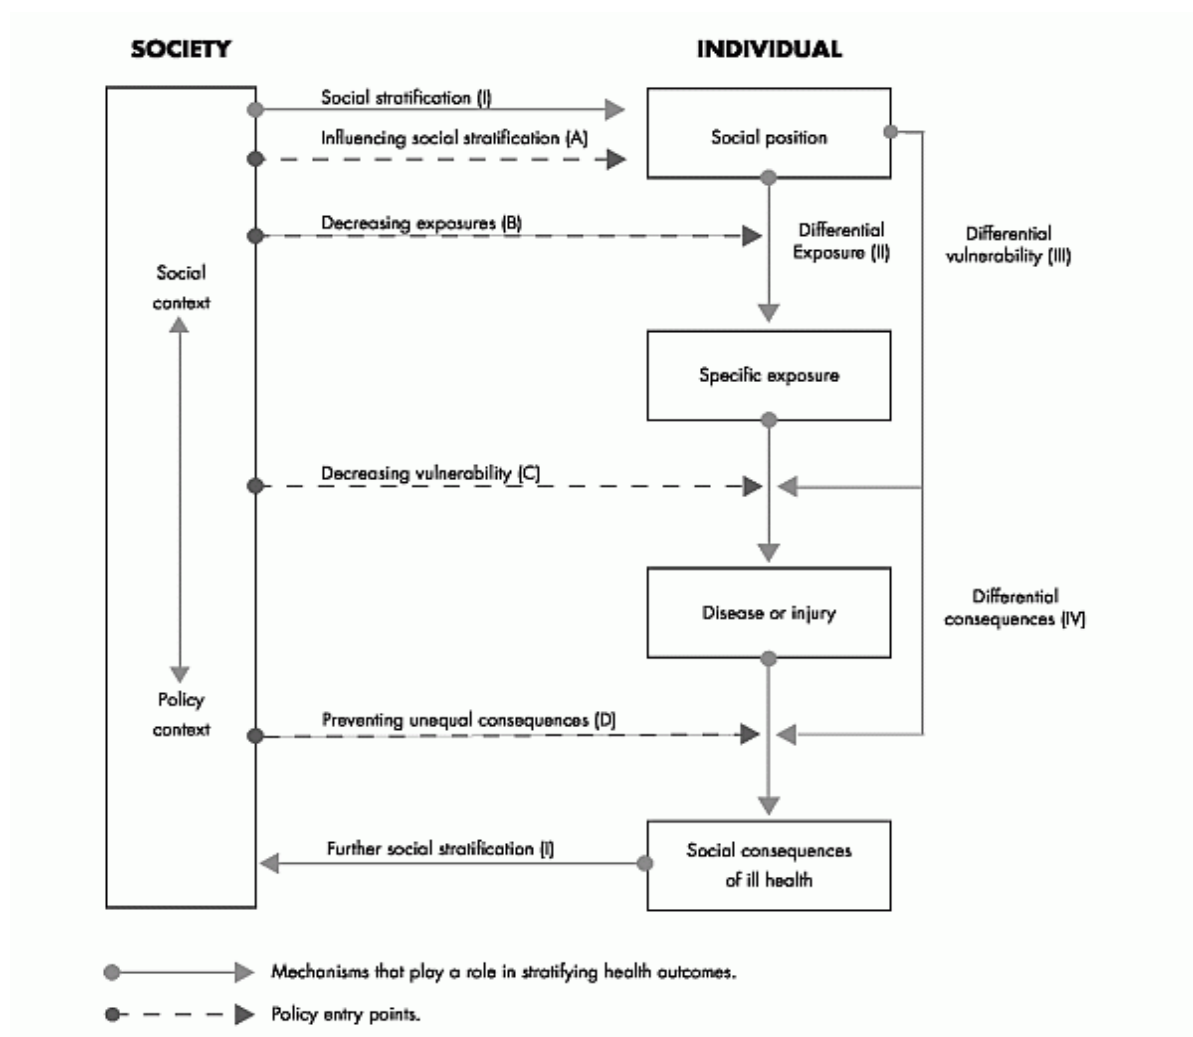 SOCIETY
INDIVIDUAL
Social stratification (I)
Influencing social stratification (A)
Social position
Decreasing exposures (B)
Differential
Exposure (II)
Differential
vulnerability (III)
Social
context
Specific exposure
Decreasing vulnerability (C)
Disease or injury
Differential
consequences (IV)
Policy
context
Preventing unequal consequences (D)
Further social stratification (I)
Social consequences
of ill health
Mechanisms that play a role in stratifying health outcomes.
Policy entry points.